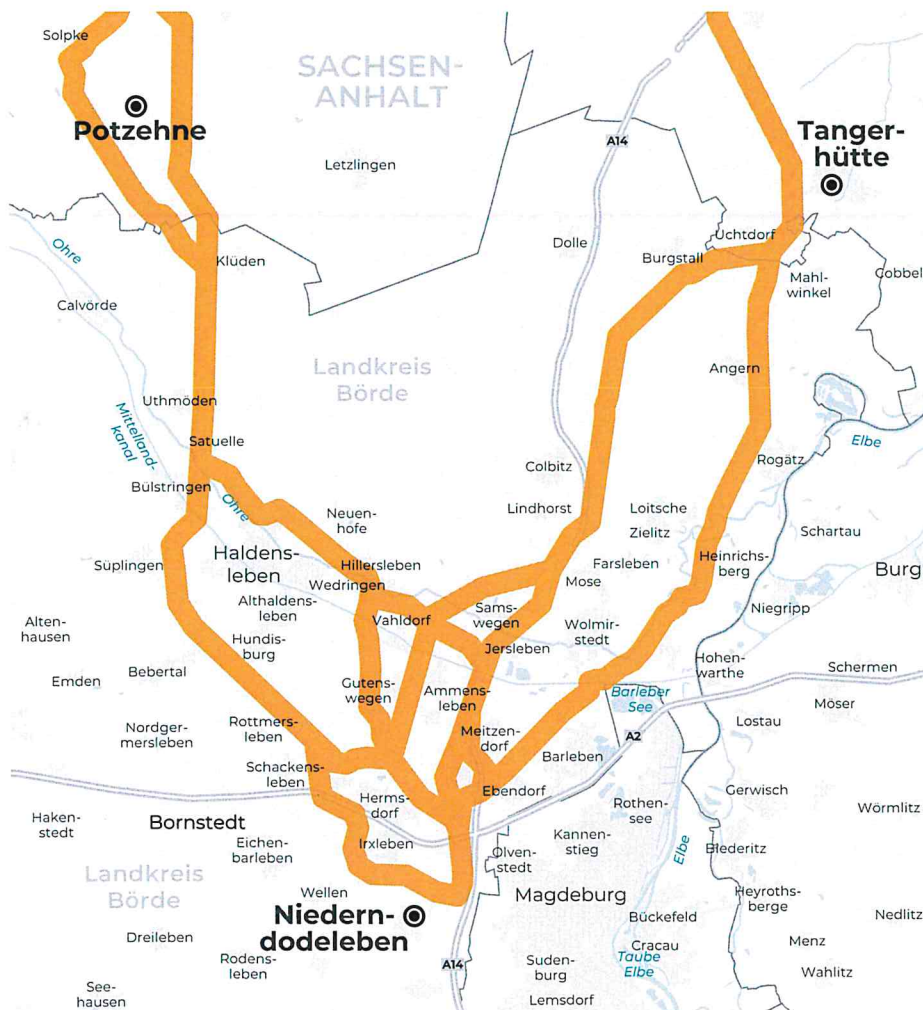 Solpke
SACHSEN-
ANHALT
Potzehne
Tanger-
hütte
A14
Letzlingen
Ohre
Klüden
Dolle
Uchtdorf
Burgstall
Mahl-
winkel
Cobbel
Calvörde
Landkreis
Börde
Angern
Uthmöden
Mittelland-
kanal
Satuelle
Elbe
Colbitz
Rogätz
Bülstringen
Ohre
Neuen-
hofe
Lindhorst
Loitsche
Zielitz
Schartau
Haldens-
leben
Süplingen
Hillersleben
Wedringen
Farsleben
Mose
Heinrichs-
berg
Burg
Althaldens-
leben
Sams-
wegen
Niegripp
Alten-
hausen
Vahldorf
Wolmir-
stedt
Hundis-
burg
Jersleben
Hohen-
warthe
Schermen
Bebertal
Emden
Gutens-
wegen
Ammens-
leben
Barleber
See
Möser
Nordger-
mersleben
Rottmers-
leben
Meitzen-
dorf
A2
Lostau
Barleben
Schackens-
leben
Ebendorf
Gerwisch
Herms-
dorf
Rothen-
see
Wörmlitz
Haken-
stedt
Bornstedt
Eichen-
barleben
Irxleben
Kannen-
stieg
Elbe
Biederitz
Olven-
stedt
Landkreis
Börde
Wellen
Magdeburg
Heyroths-
berge
Niedern-
dodeleben
Bückefeld
Nedlitz
Dreileben
Cracau
Menz
Rodens-
leben
A14
Suden-
burg
Taube
Elbe
Wahlitz
See-
hausen
Lemsdorf